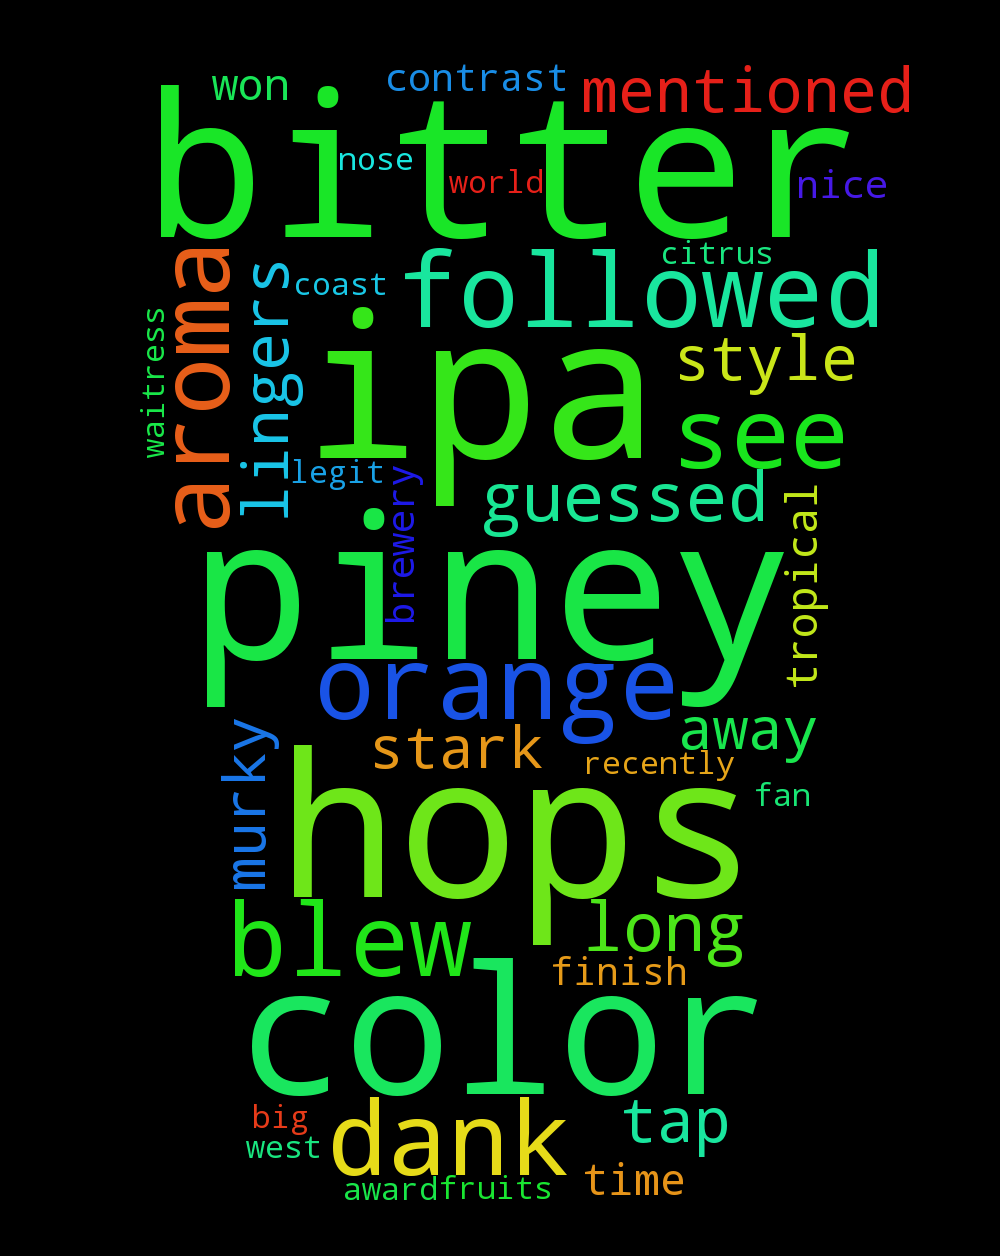 won
contrast
mentioned
bitter
nose
world
nice
citrus
followed
aroma
lingers
coast
waitress
ipa
style
see
legit
brewery
guessed
tropical
piney
orange
away
stark
recently
murky
fan
hops
blew
long
finish
color
big
west
dank
tap
award
fruits
time